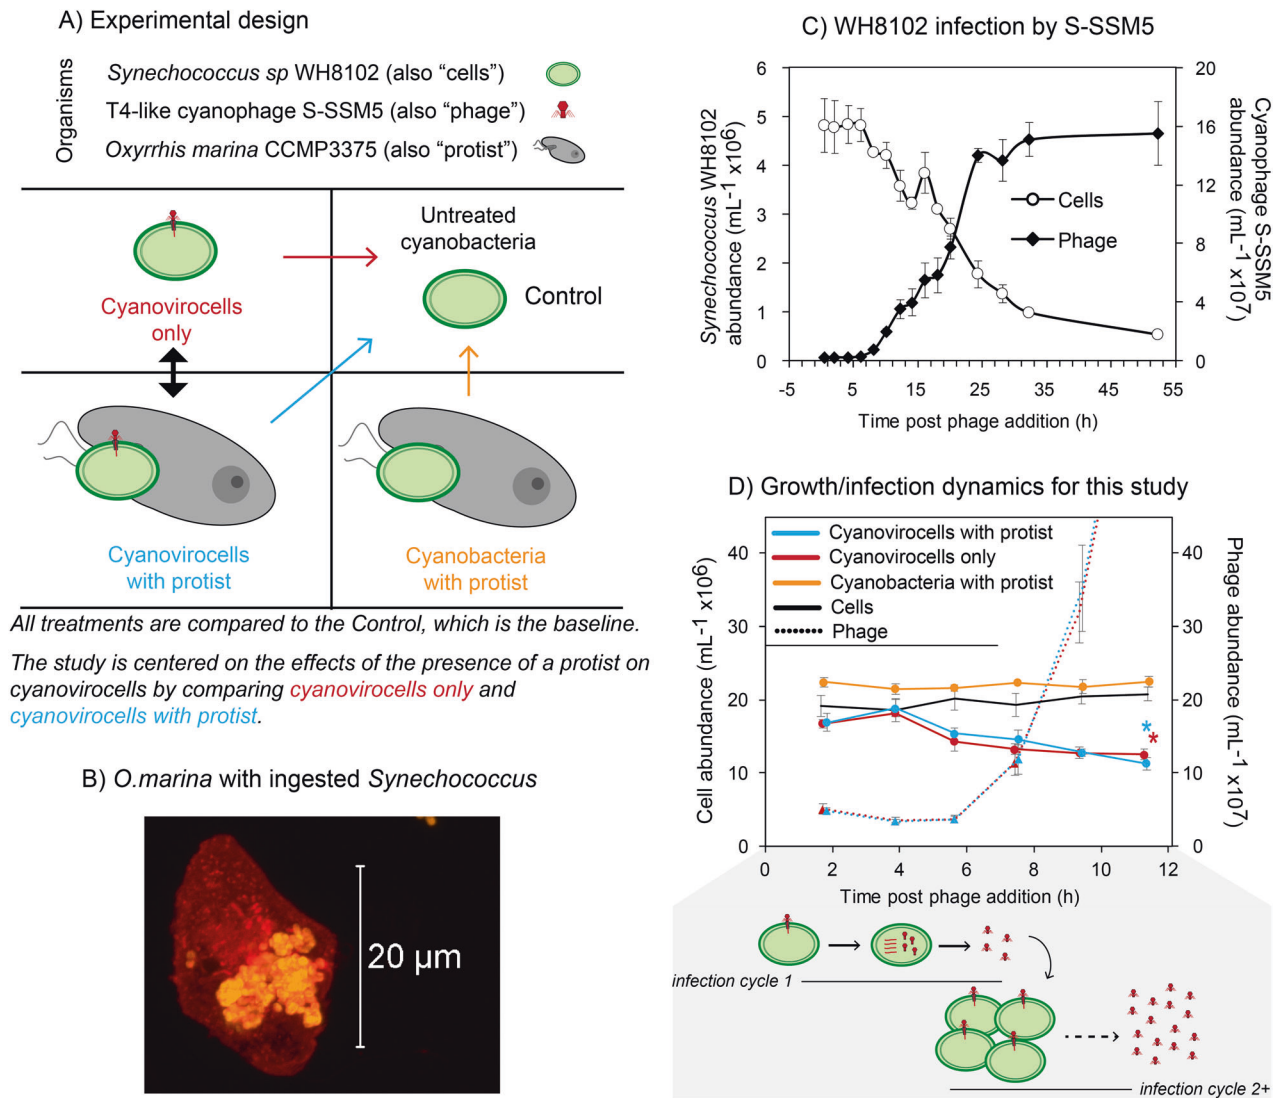 A) Experimental design
Organisms
Synechococcus sp WH8102 (also “cells”)
T4-like cyanophage S-SSM5 (also “phage”)
Oxyrrhis marina CCMP3375 (also “protist”)
Cyanovirocells
only
Untreated
cyanobacteria
Control
Cyanovirocells
with protist
Cyanobacteria
with protist
All treatments are compared to the Control, which is the baseline.
The study is centered on the effects of the presence of a protist on
cyanovirocells by comparing cyanovirocells only and
cyanovirocells with protist.
B) O.marina with ingested Synechococcus
20 μm
C) WH8102 infection by S-SSM5
Synechococcus WH8102
abundance (mL-1 x106)
6
5
4
3
2
1
0
Cells
Phage
20
16
12
8
4
0
Cyanophage S-SSM5
abundance (mL-1 x107)
-5 5 15 25 35 45 55
Time post phage addition (h)
D) Growth/infection dynamics for this study
Cell abundance (mL-1 x106)
40
30
20
10
0
Cyanovirocells with protist
Cyanovirocells only
Cyanobacteria with protist
Cells
Phage
*
*
40
30
20
10
0
Phage abundance (mL-1 x107)
0 2 4 6 8 10 12
Time post phage addition (h)
infection cycle 1
infection cycle 2+